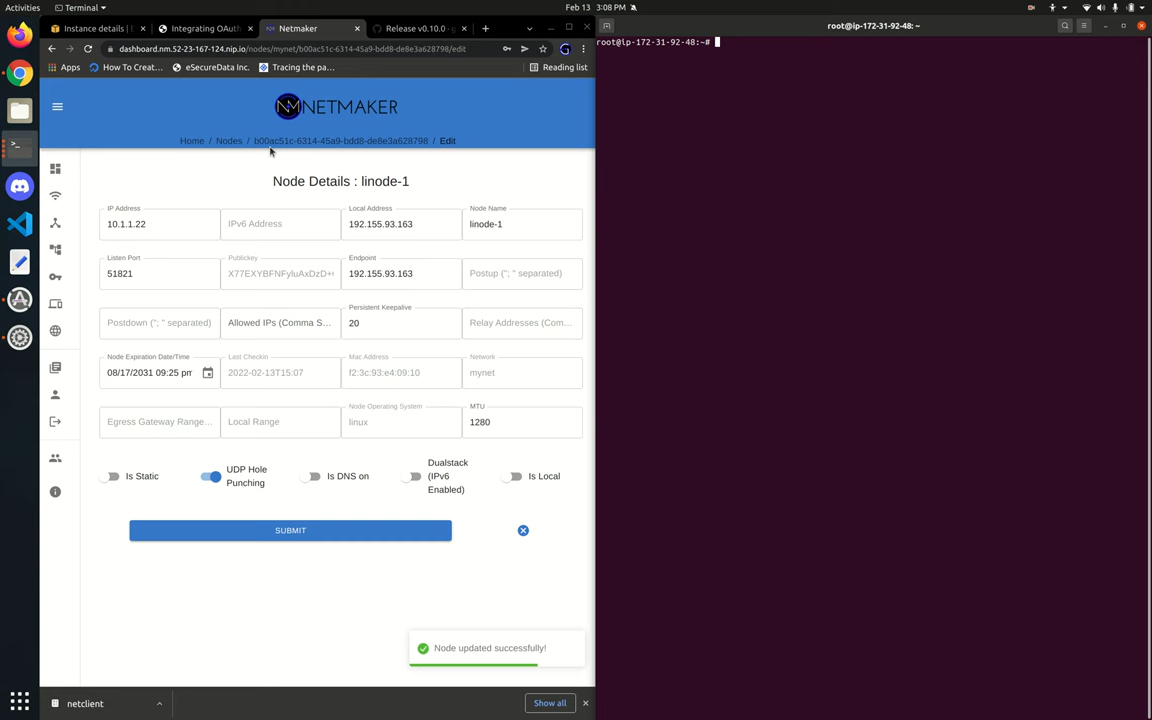 Activities
Terminal
Feb 13 3:08 PM
Instance details | E
Integrating OAuth
Netmaker
Release v0.10.0 ·
root@ip-172-31-92-48: ~
dashboard.nm.52-23-167-124.nip.io/nodes/mynet/b00ac51c-6314-45a9-bdd8-de8e3a628798/edit
root@ip-172-31-92-48:~#
Apps
How To Creat...
eSecureData Inc.
Tracing the pa...
Reading list
NETMAKER
Home / Nodes / b00ac51c-6314-45a9-bdd8-de8e3a628798 / Edit
Node Details : linode-1
IP Address
10.1.1.22
IPv6 Address
Local Address
192.155.93.163
Node Name
linode-1
Listen Port
51821
Publickey
X77EXYBFNFyluAxDzD+
Endpoint
192.155.93.163
Postup ("; " separated)
Postdown ("; " separated)
Allowed IPs (Comma S...
Persistent Keepalive
20
Relay Addresses (Com...
Node Expiration Date/Time
08/17/2031 09:25 pm
Last Checkin
2022-02-13T15:07
Mac Address
f2:3c:93:e4:09:10
Network
mynet
Egress Gateway Range...
Local Range
Node Operating System
linux
MTU
1280
Is Static
UDP Hole
Punching
Is DNS on
Dualstack
(IPv6
Enabled)
Is Local
SUBMIT
Node updated successfully!
netclient
Show all